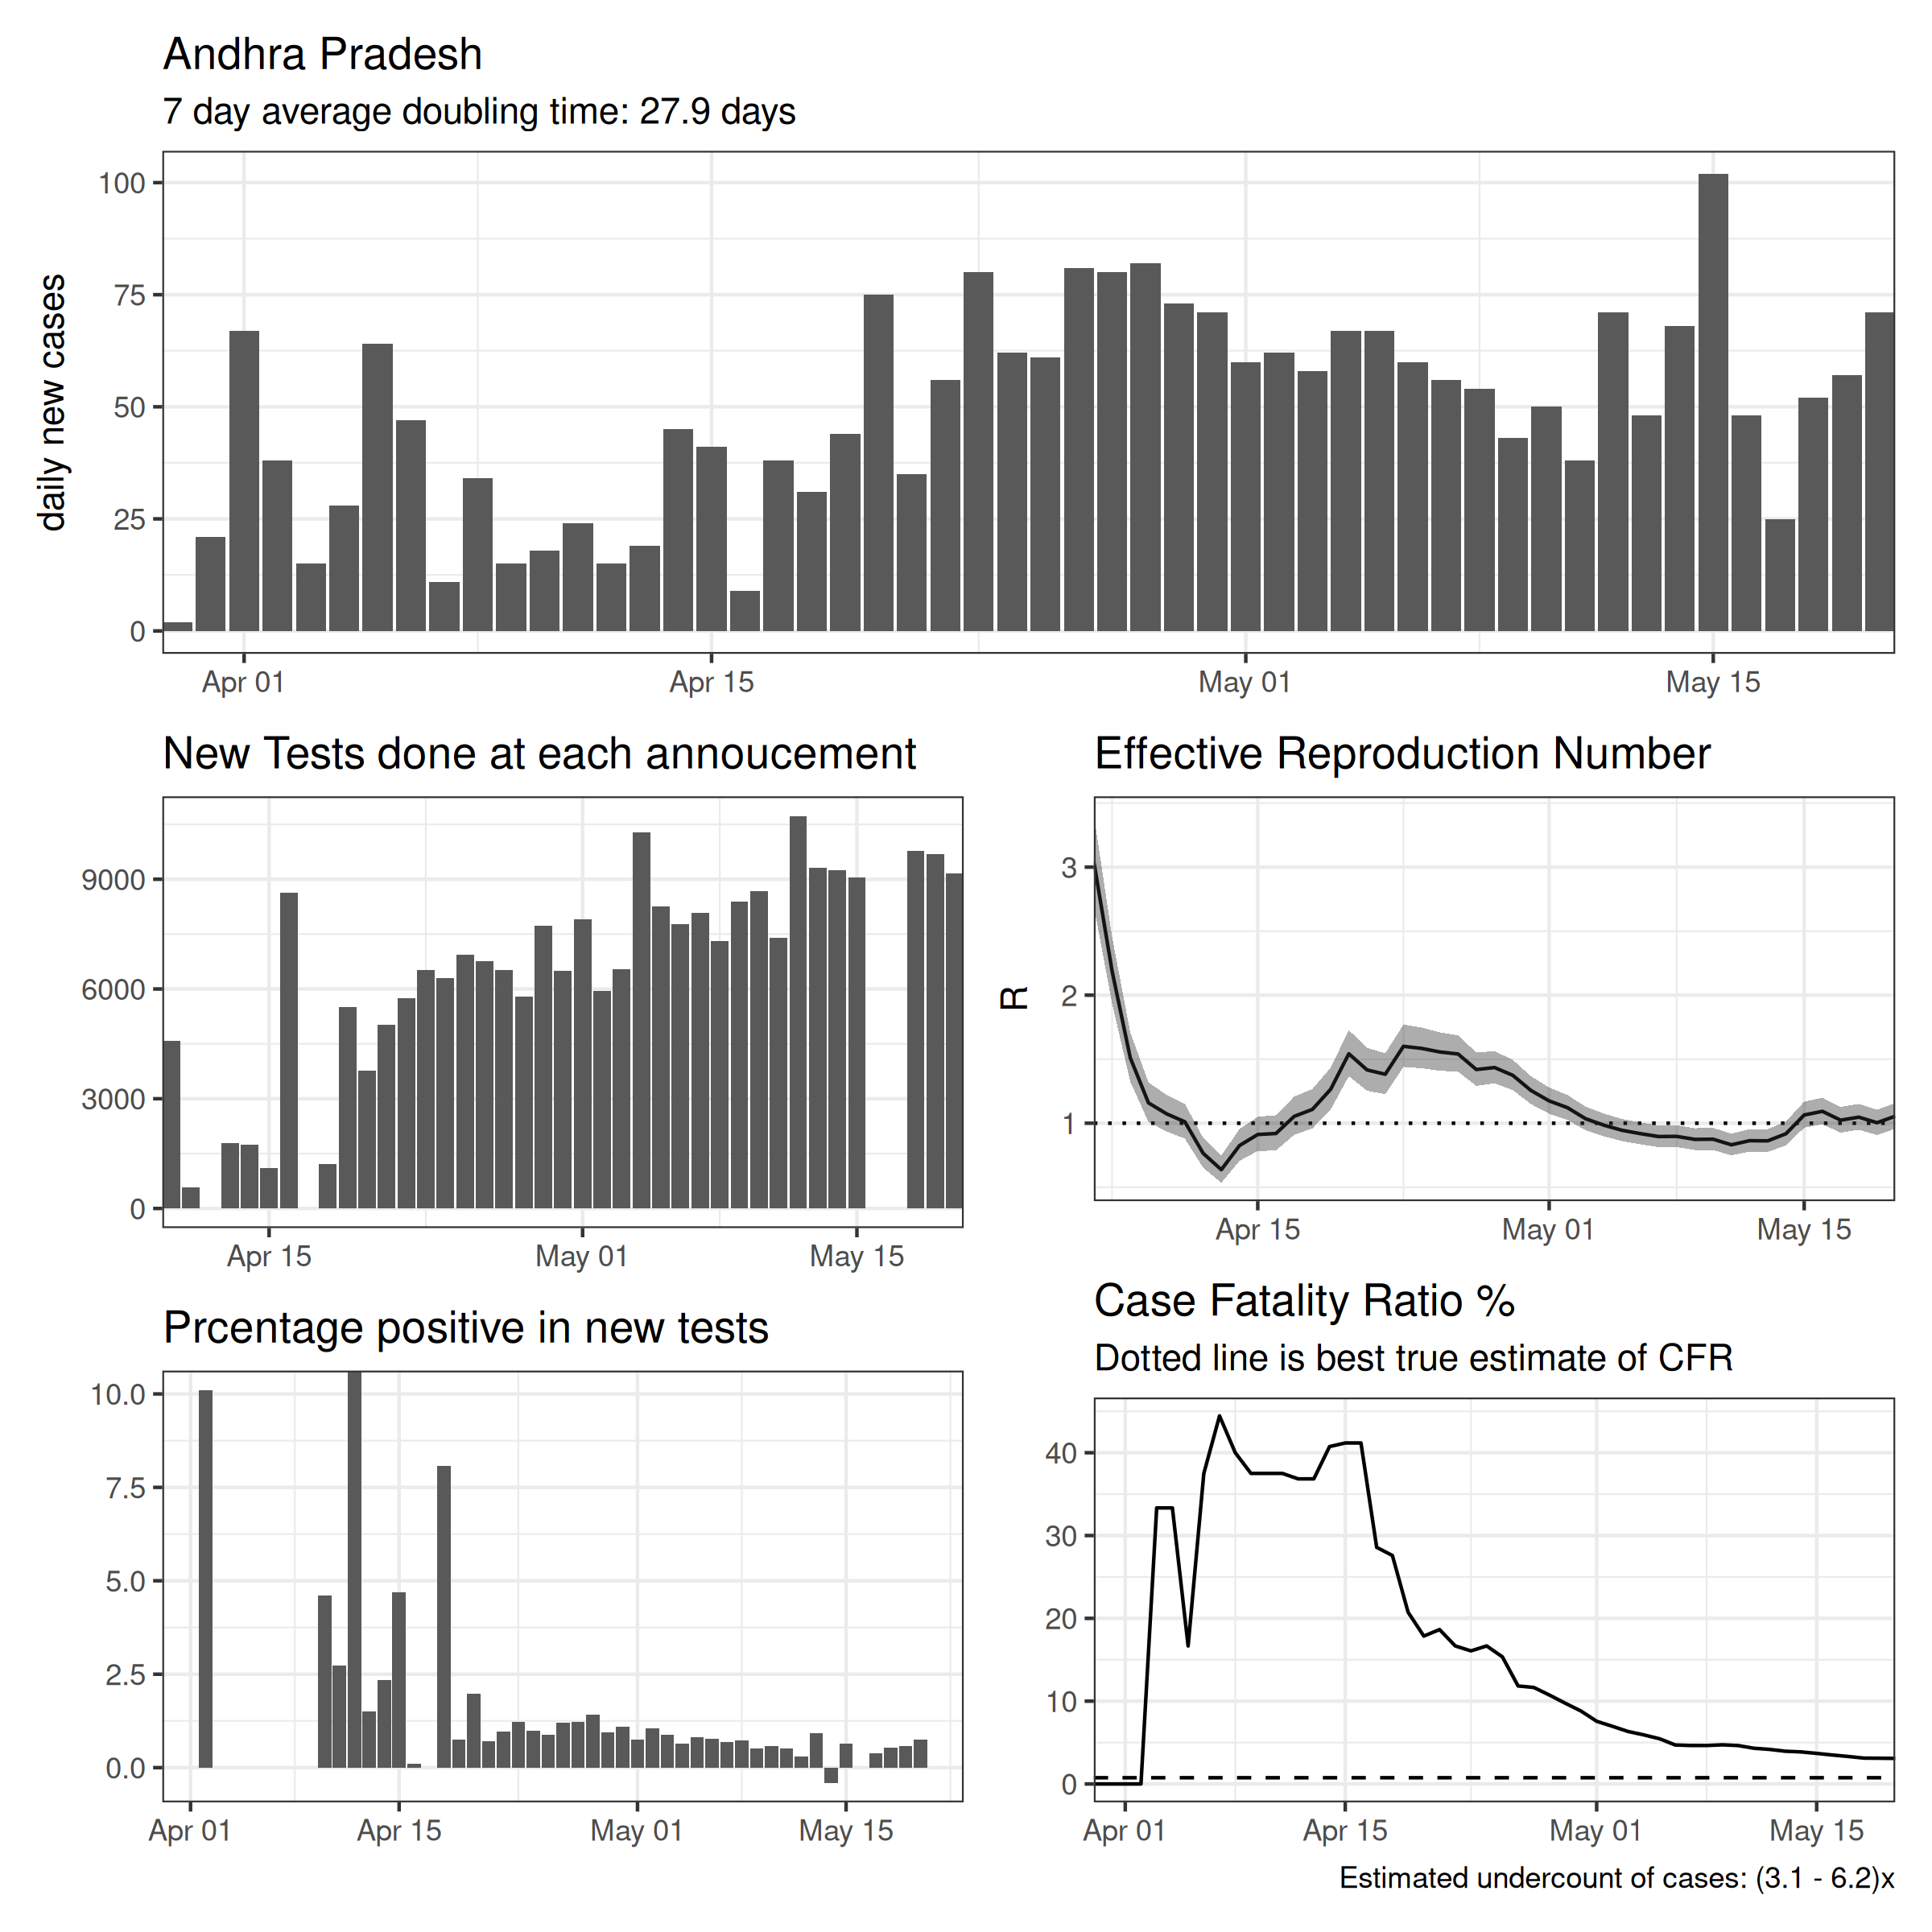 Andhra Pradesh
7 day average doubling time: 27.9 days
daily new cases
100
75
50
25
0
Apr 01 Apr 15 May 01 May 15
New Tests done at each annoucement
9000
6000
3000
0
Apr 15 May 01 May 15
Effective Reproduction Number
R
3
2
1
Apr 15 May 01 May 15
Prcentage positive in new tests
10.0
7.5
5.0
2.5
0.0
Apr 01 Apr 15 May 01 May 15
Case Fatality Ratio %
Dotted line is best true estimate of CFR
40
30
20
10
0
Apr 01 Apr 15 May 01 May 15
Estimated undercount of cases: (3.1 - 6.2)x